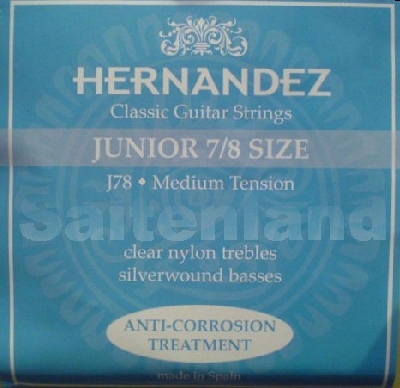 HERNANDEZ
Classic Guitar Strings
JUNIOR 7/8 SIZE
J78 • Medium Tension
Saitenland
clear nylon trebles
silverwound basses
ANTI-CORROSION
TREATMENT
made in Spain